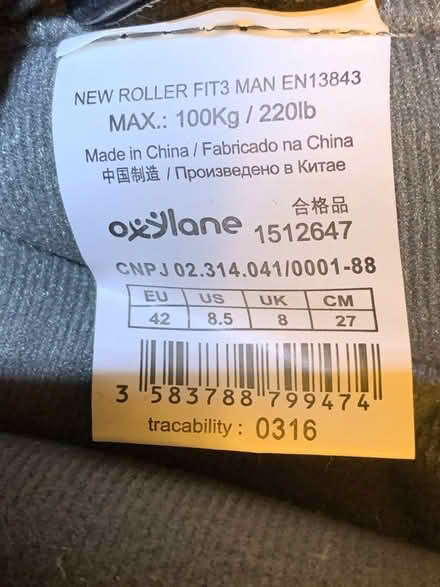 NEW ROLLER FIT3 MAN EN13843
MAX.: 100Kg / 220lb
Made in China / Fabricado na China
中国制造 / Произведено в Китае
合格品
oxylane 1512647
CNPJ 02.314.041/0001-88
EU US UK CM
42 8.5 8 27
3 583788 799474
tracability : 0316